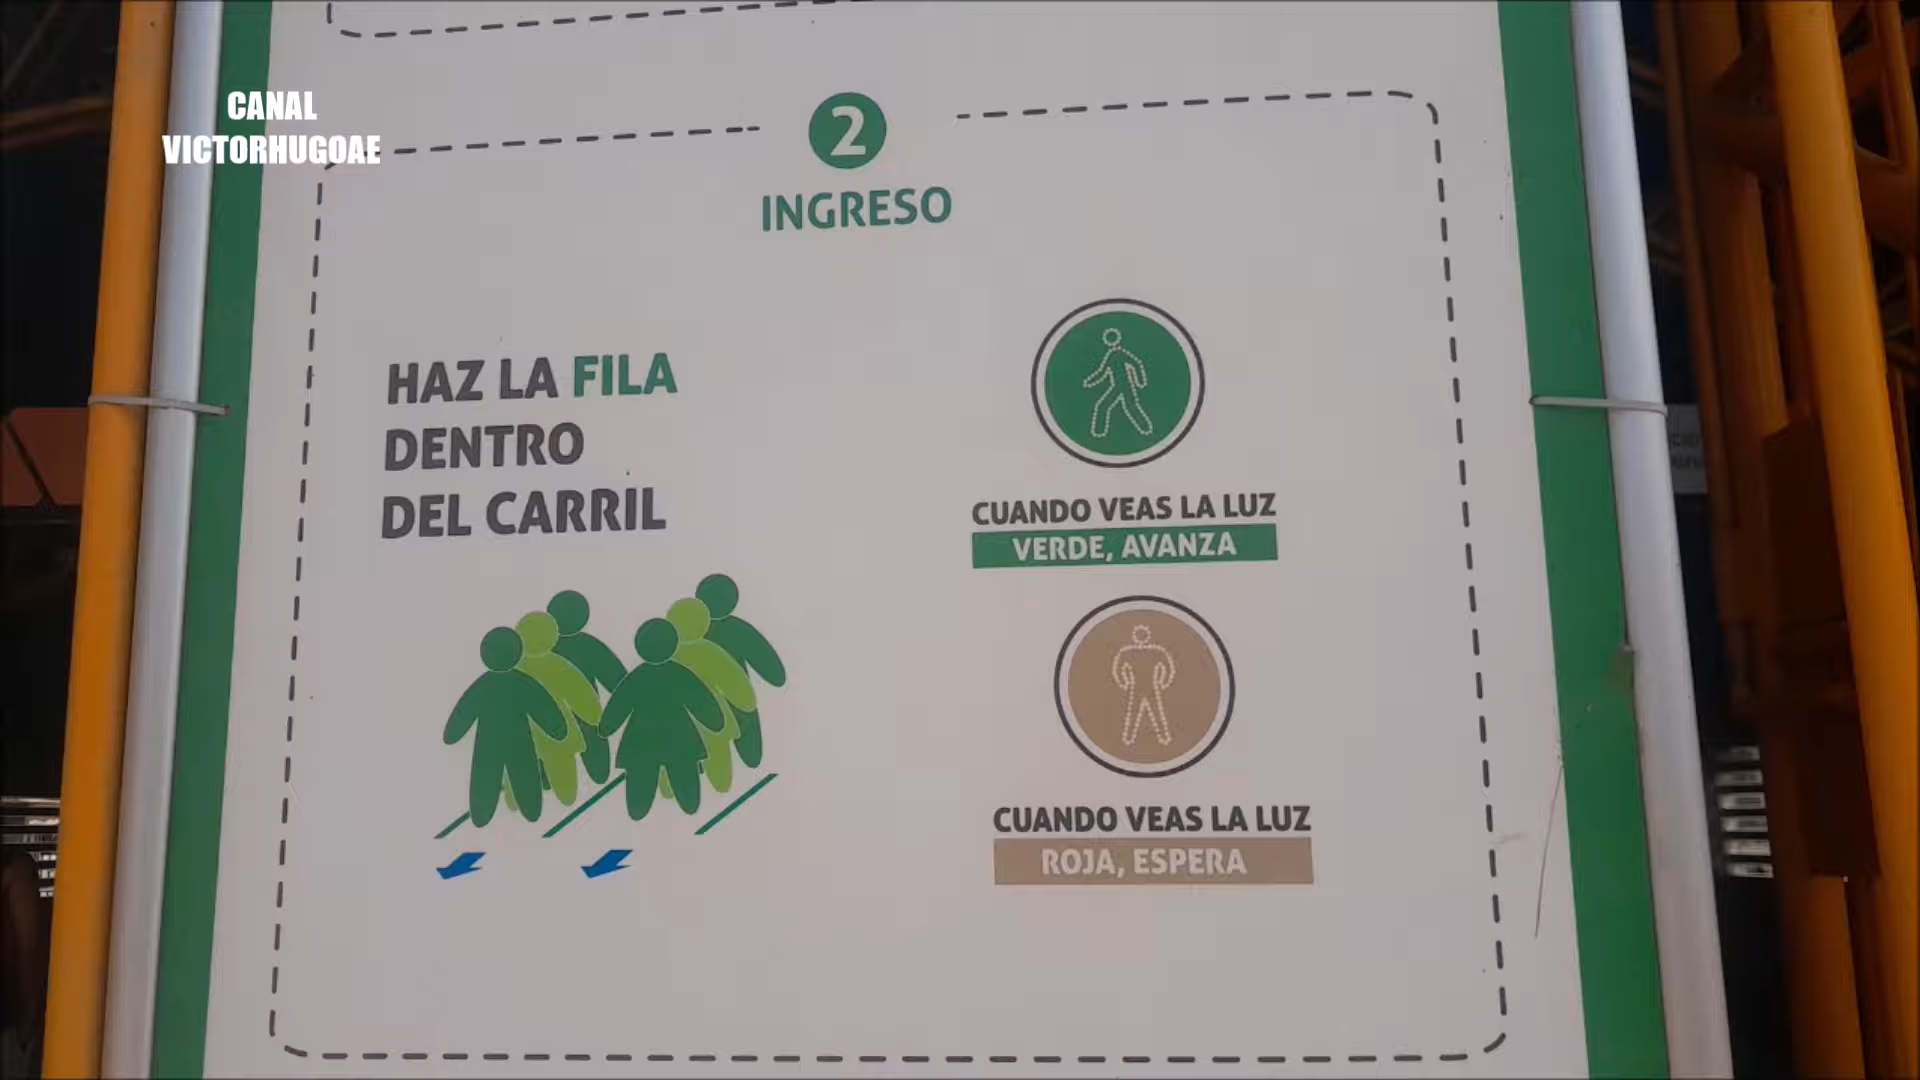 CANAL
VICTORHUGOAE
2
INGRESO
HAZ LA FILA
DENTRO
DEL CARRIL
CUANDO VEAS LA LUZ
VERDE, AVANZA
CUANDO VEAS LA LUZ
ROJA, ESPERA